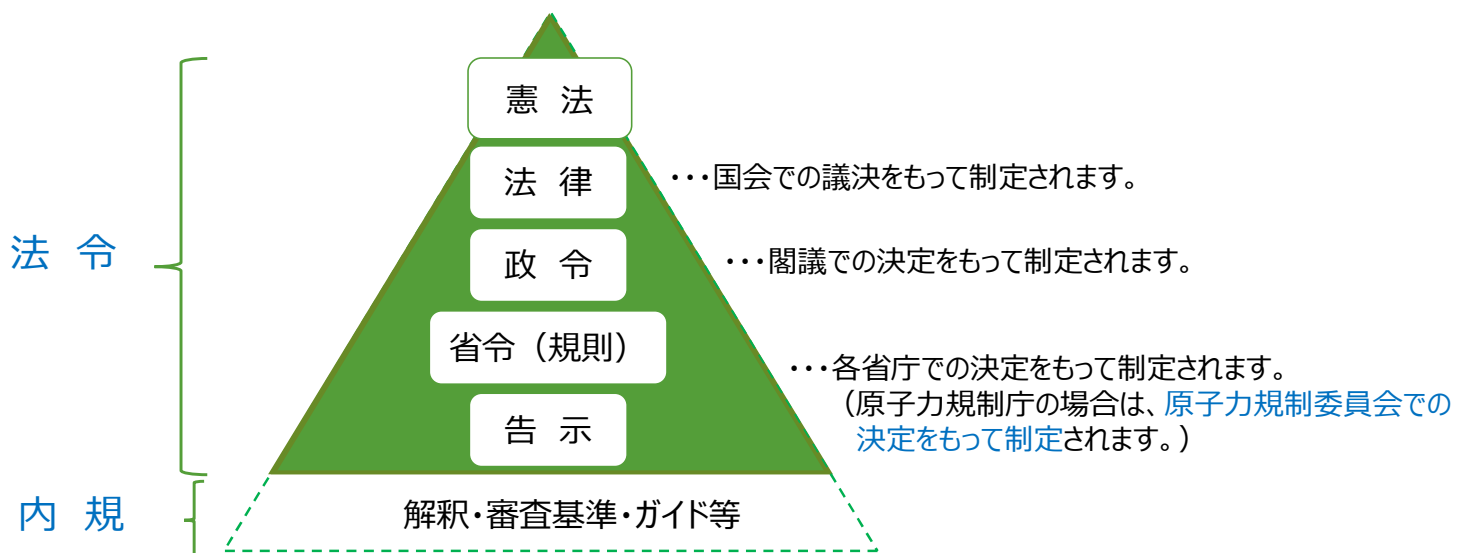 憲 法
法 律
・・・国会での議決をもって制定されます。
法 令
政 令
・・・閣議での決定をもって制定されます。
省令（規則）
・・・各省庁での決定をもって制定されます。
（原子力規制庁の場合は、原子力規制委員会での
決定をもって制定されます。）
告 示
内 規
解釈・審査基準・ガイド等